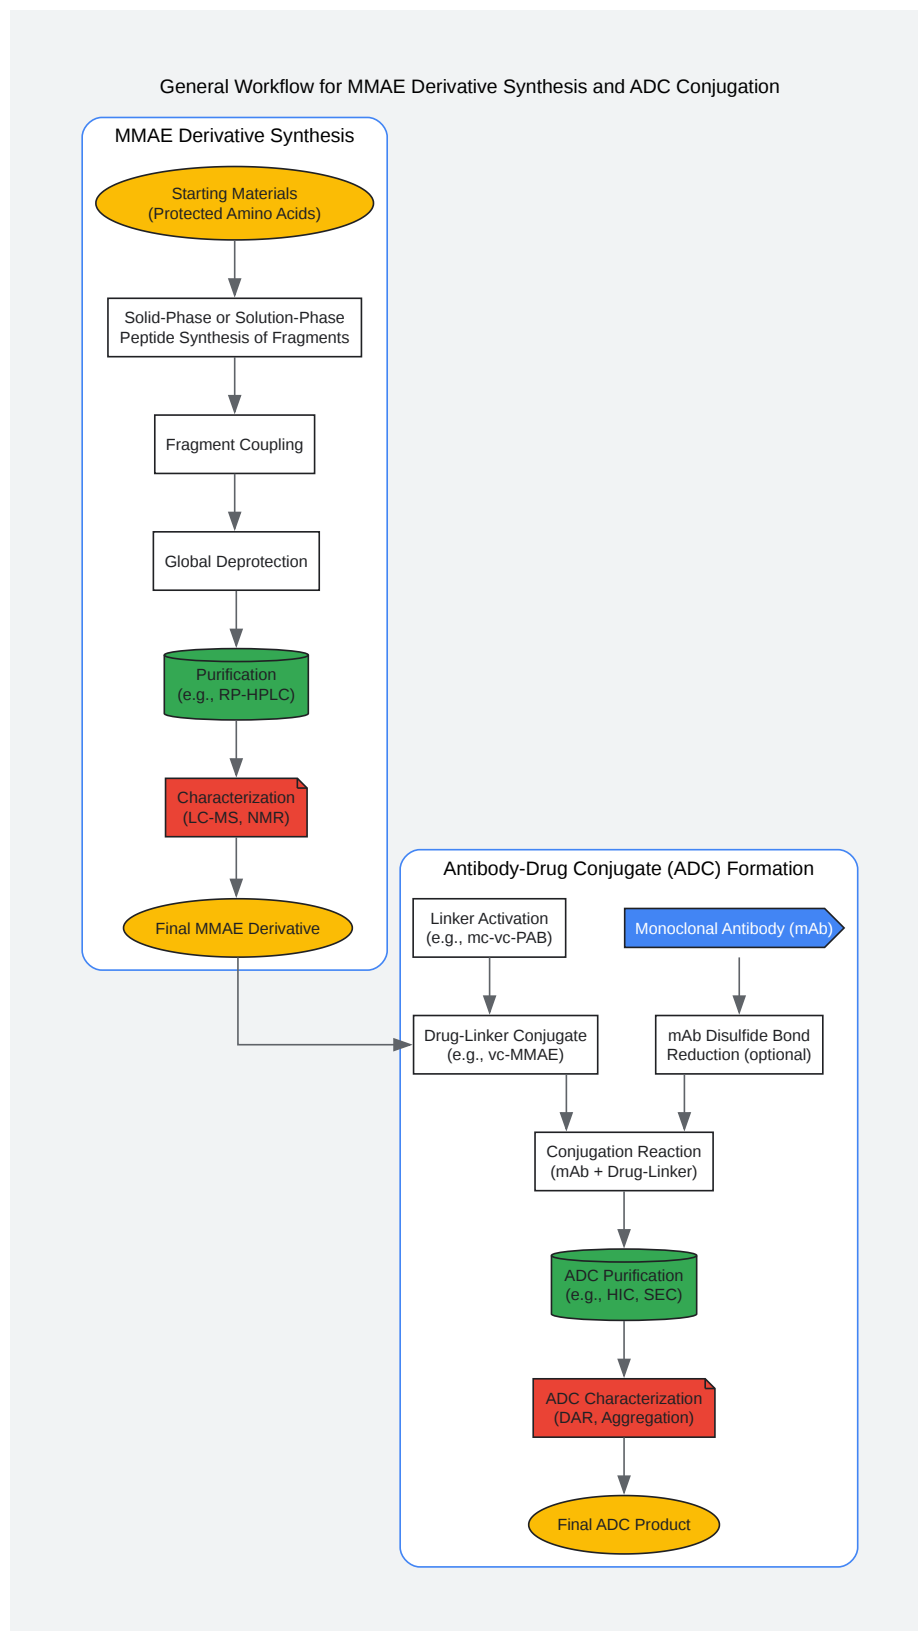 General Workflow for MMAE Derivative Synthesis and ADC Conjugation
MMAE Derivative Synthesis
Starting Materials
(Protected Amino Acids)
Solid-Phase or Solution-Phase
Peptide Synthesis of Fragments
Fragment Coupling
Global Deprotection
Purification
(e.g., RP-HPLC)
Characterization
(LC-MS, NMR)
Final MMAE Derivative
Antibody-Drug Conjugate (ADC) Formation
Linker Activation
(e.g., mc-vc-PAB)
Monoclonal Antibody (mAb)
Drug-Linker Conjugate
(e.g., vc-MMAE)
mAb Disulfide Bond
Reduction (optional)
Conjugation Reaction
(mAb + Drug-Linker)
ADC Purification
(e.g., HIC, SEC)
ADC Characterization
(DAR, Aggregation)
Final ADC Product